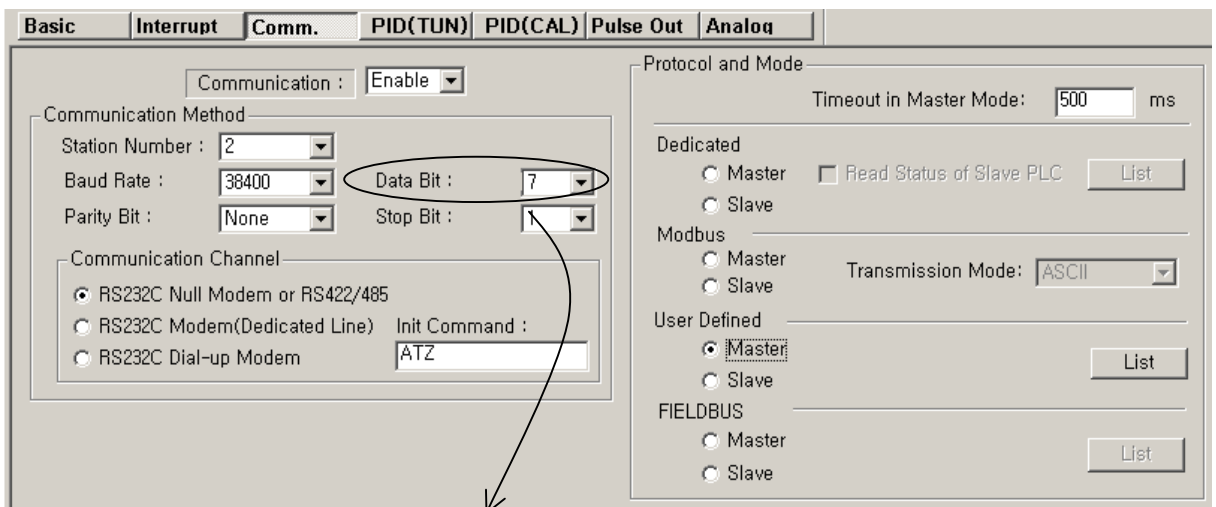 Basic Interrupt Comm. PID(TUN) PID(CAL) Pulse Out Analog
Communication : Enable
Communication Method
Station Number : 2
Baud Rate : 38400 Data Bit : 7
Parity Bit : None Stop Bit : 1
Communication Channel
RS232C Null Modem or RS422/485
RS232C Modem(Dedicated Line) Init Command :
RS232C Dial-up Modem ATZ
Protocol and Mode
Timeout in Master Mode: 500 ms
Dedicated
Master Read Status of Slave PLC List
Slave
Modbus
Master
Slave Transmission Mode: ASCII
User Defined
Master
List
Slave
FIELDBUS
Master
List
Slave